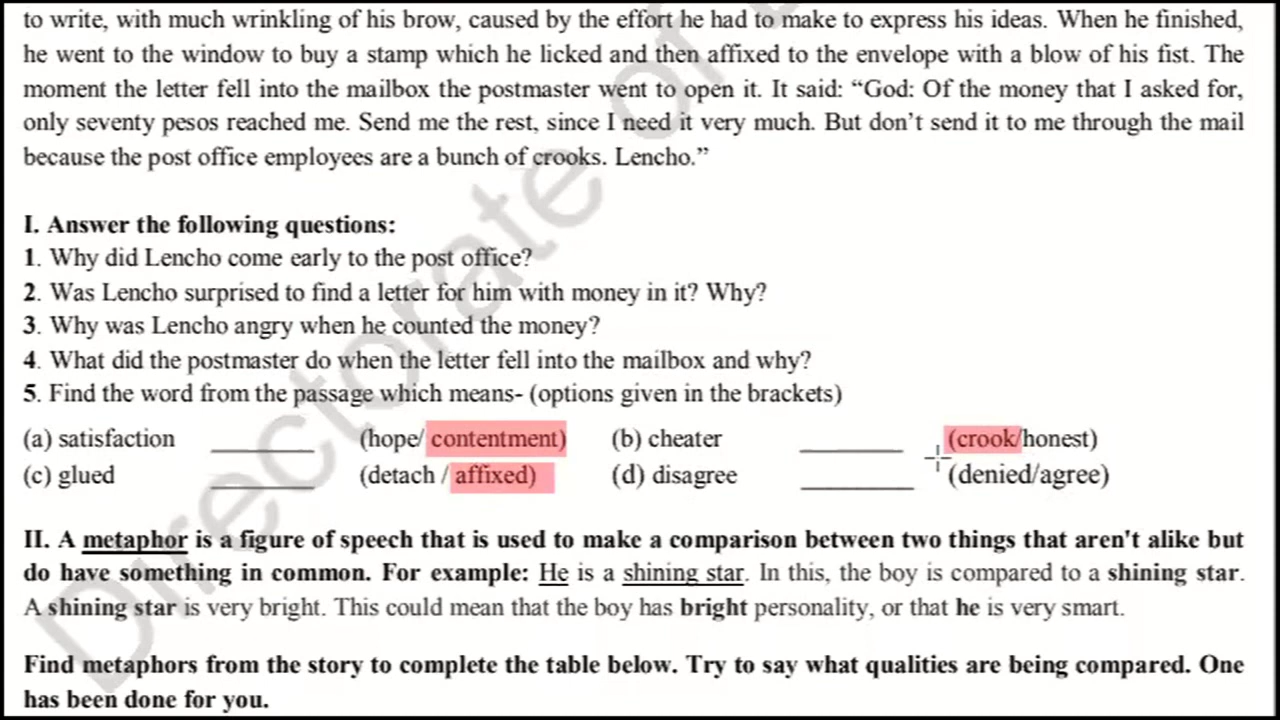 to write, with much wrinkling of his brow, caused by the effort he had to make to express his ideas. When he finished,
he went to the window to buy a stamp which he licked and then affixed to the envelope with a blow of his fist. The
moment the letter fell into the mailbox the postmaster went to open it. It said: “God: Of the money that I asked for,
only seventy pesos reached me. Send me the rest, since I need it very much. But don’t send it to me through the mail
because the post office employees are a bunch of crooks. Lencho.”
I. Answer the following questions:
1. Why did Lencho come early to the post office?
2. Was Lencho surprised to find a letter for him with money in it? Why?
3. Why was Lencho angry when he counted the money?
4. What did the postmaster do when the letter fell into the mailbox and why?
5. Find the word from the passage which means- (options given in the brackets)
(a) satisfaction ________ (hope/ contentment) (b) cheater ________ (crook/honest)
(c) glued ________ (detach / affixed) (d) disagree ________ (denied/agree)
II. A metaphor is a figure of speech that is used to make a comparison between two things that aren't alike but
do have something in common. For example: He is a shining star. In this, the boy is compared to a shining star.
A shining star is very bright. This could mean that the boy has bright personality, or that he is very smart.
Find metaphors from the story to complete the table below. Try to say what qualities are being compared. One
has been done for you.
Directorate of